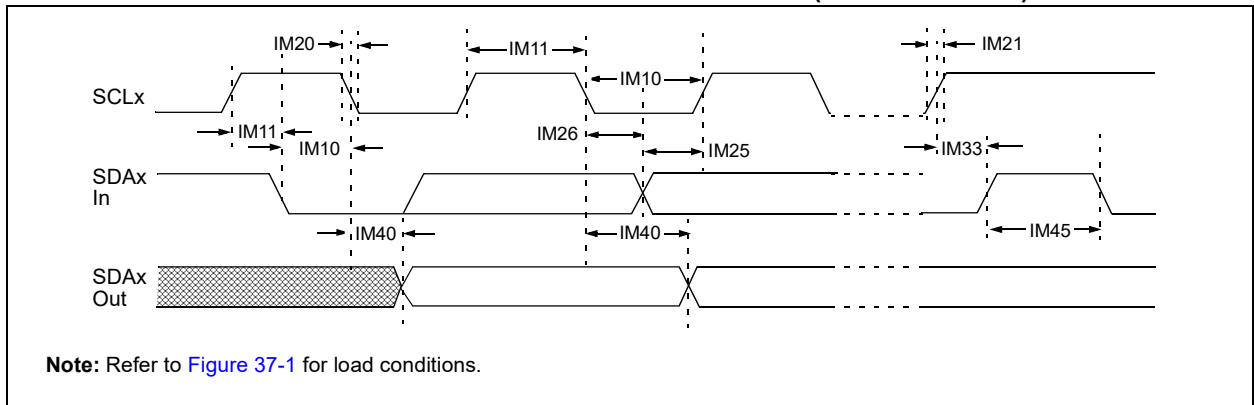 IM20
IM11
IM21
IM10
SCLx
IM11
IM26
IM10
IM25
IM33
SDAx
In
IM40
IM40
IM45
SDAx
Out
Note: Refer to Figure 37-1 for load conditions.